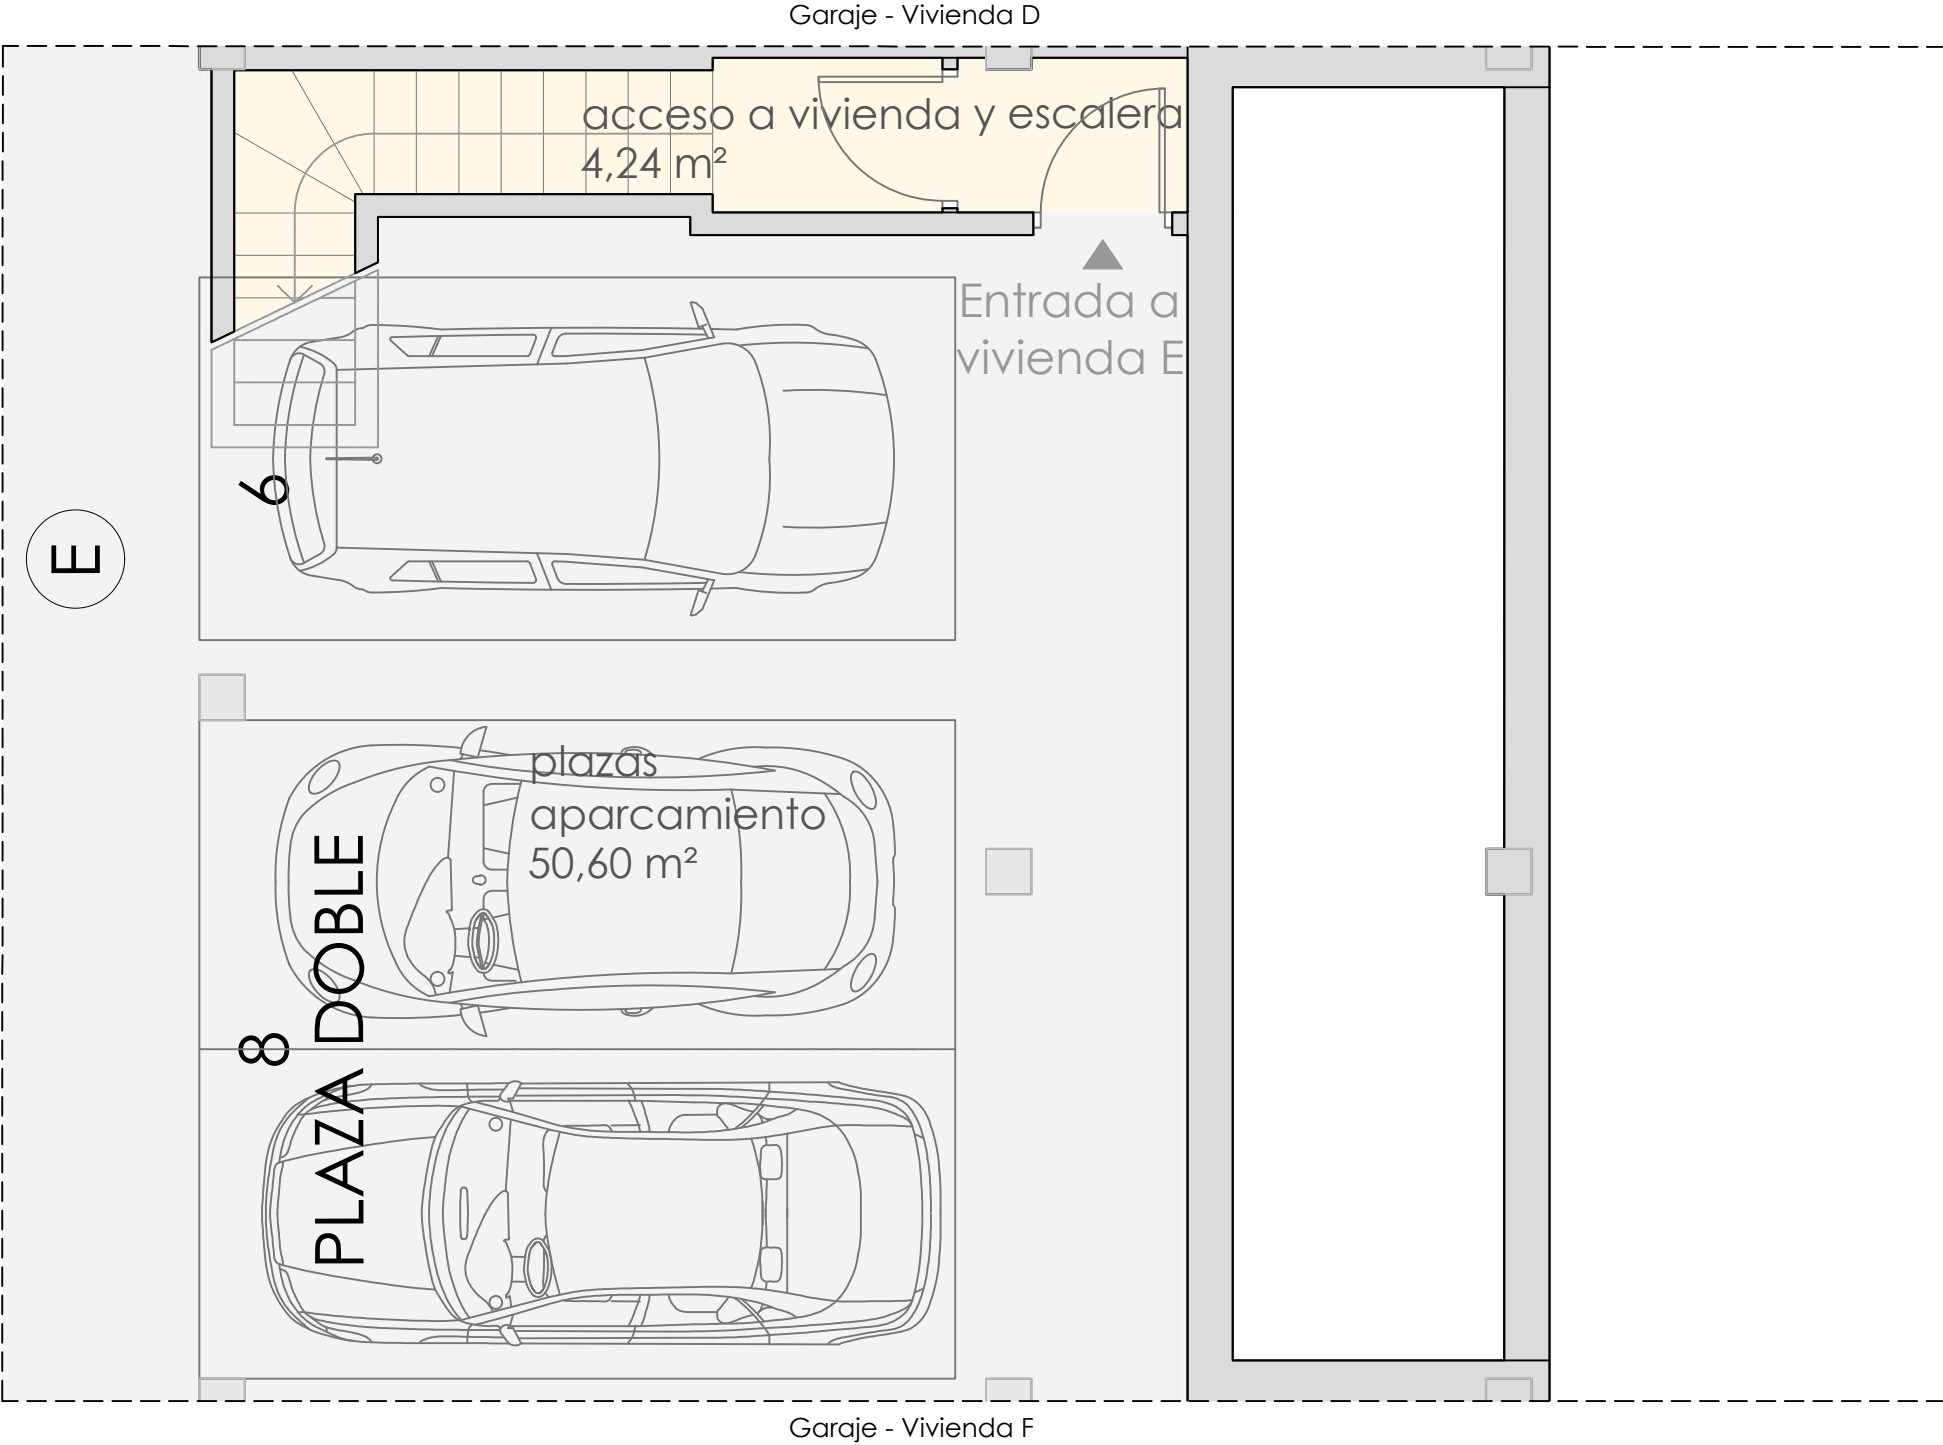 Garaje - Vivienda D
acceso a vivienda y escalera
4,24 m²
Entrada a
vivienda E
6
E
plazas
aparcamiento
50,60 m²
8
PLAZA DOBLE
Garaje - Vivienda F